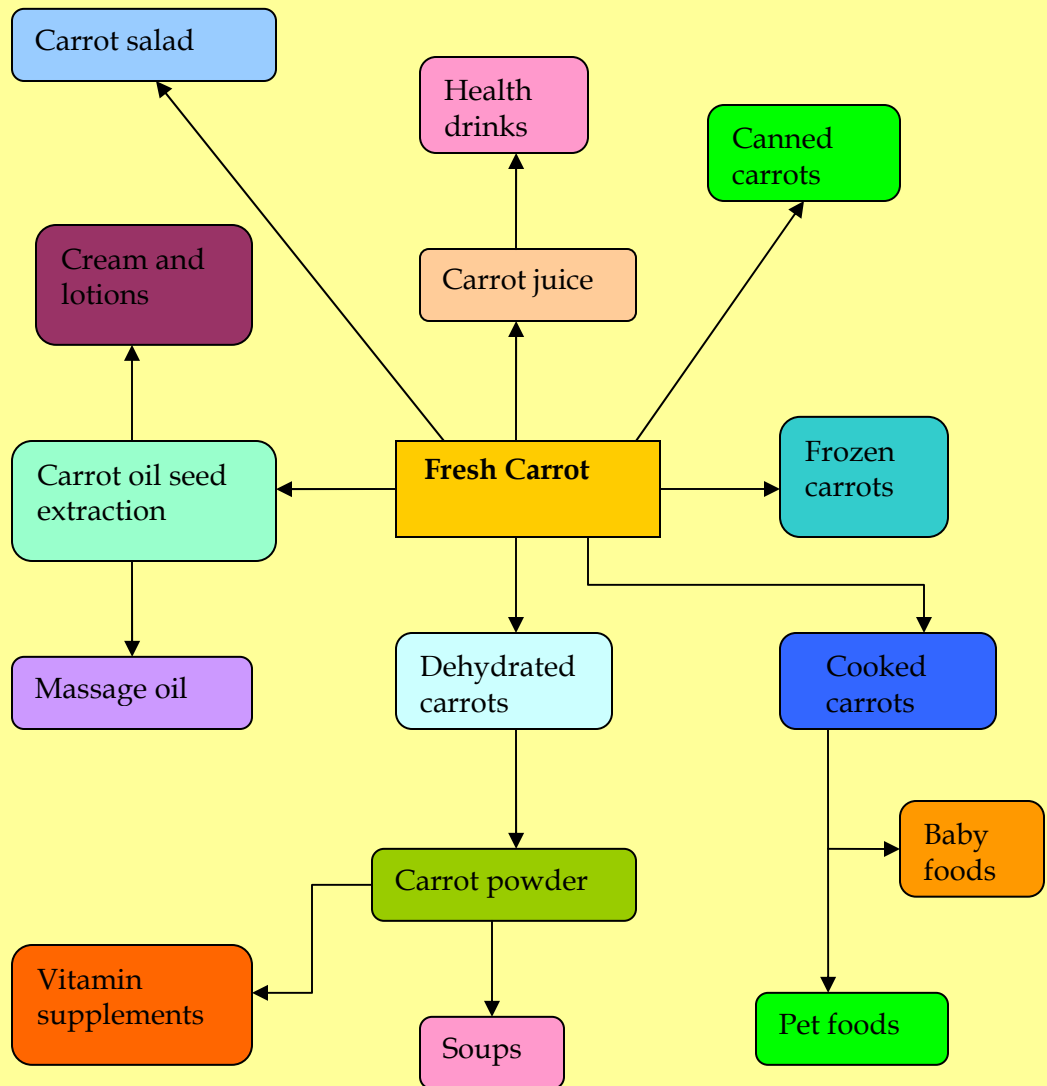 Carrot salad
Health
drinks
Canned
carrots
Cream and
lotions
Carrot juice
Carrot oil seed
extraction
Fresh Carrot
Frozen
carrots
Massage oil
Dehydrated
carrots
Cooked
carrots
Baby
foods
Carrot powder
Vitamin
supplements
Soups
Pet foods